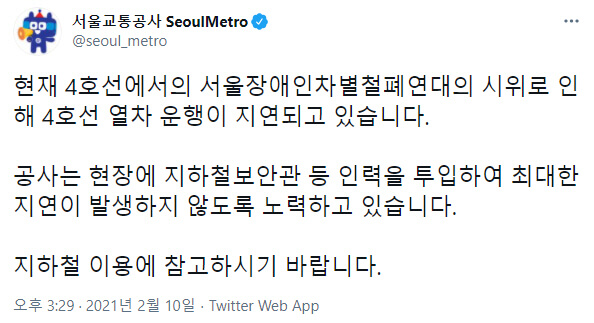 서울교통공사 SeoulMetro
@seoul_metro
현재 4호선에서의 서울장애인차별철폐연대의 시위로 인
해 4호선 열차 운행이 지연되고 있습니다.
공사는 현장에 지하철보안관 등 인력을 투입하여 최대한
지연이 발생하지 않도록 노력하고 있습니다.
지하철 이용에 참고하시기 바랍니다.
오후 3:29 · 2021년 2월 10일 · Twitter Web App